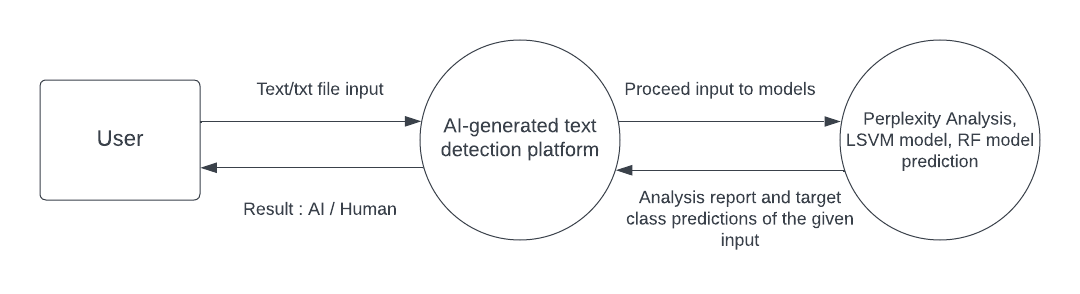 User
Text/txt file input
Result : AI / Human
AI-generated text
detection platform
Proceed input to models
Analysis report and target
class predictions of the given
input
Perplexity Analysis,
LSVM model, RF model
prediction